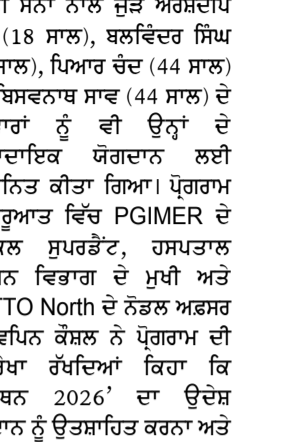 ਸੈਨਾ ਨਾਲ ਜੁੜੇ ਅਰਸ਼ਦੀਪ
(18 ਸਾਲ), ਬਲਵਿੰਦਰ ਸਿੰਘ
ਸਾਲ), ਪਿਆਰ ਚੰਦ (44 ਸਾਲ)
ਬਿਸਵਨਾਥ ਸਾਵ (44 ਸਾਲ) ਦੇ
ਾਰਾਂ ਨੂੰ ਵੀ ਉਨ੍ਹਾਂ ਦੇ
ਦਾਇਕ ਯੋਗਦਾਨ ਲਈ
ਨਿਤ ਕੀਤਾ ਗਿਆ। ਪ੍ਰੋਗਰਾਮ
ਰੂਆਤ ਵਿੱਚ PGIMER ਦੇ
ਕਲ ਸੁਪਰਡੈਂਟ, ਹਸਪਤਾਲ
ਨ ਵਿਭਾਗ ਦੇ ਮੁਖੀ ਅਤੇ
TO North ਦੇ ਨੋਡਲ ਅਫ਼ਸਰ
ਵਿਪਿਨ ਕੌਸ਼ਲ ਨੇ ਪ੍ਰੋਗਰਾਮ ਦੀ
ਰੇਖਾ ਰੱਖਦਿਆਂ ਕਿਹਾ ਕਿ
ਥਨ 2026’ ਦਾ ਉਦੇਸ਼
ਦਾਨ ਨੂੰ ਉਤਸ਼ਾਹਿਤ ਕਰਨਾ ਅਤੇ